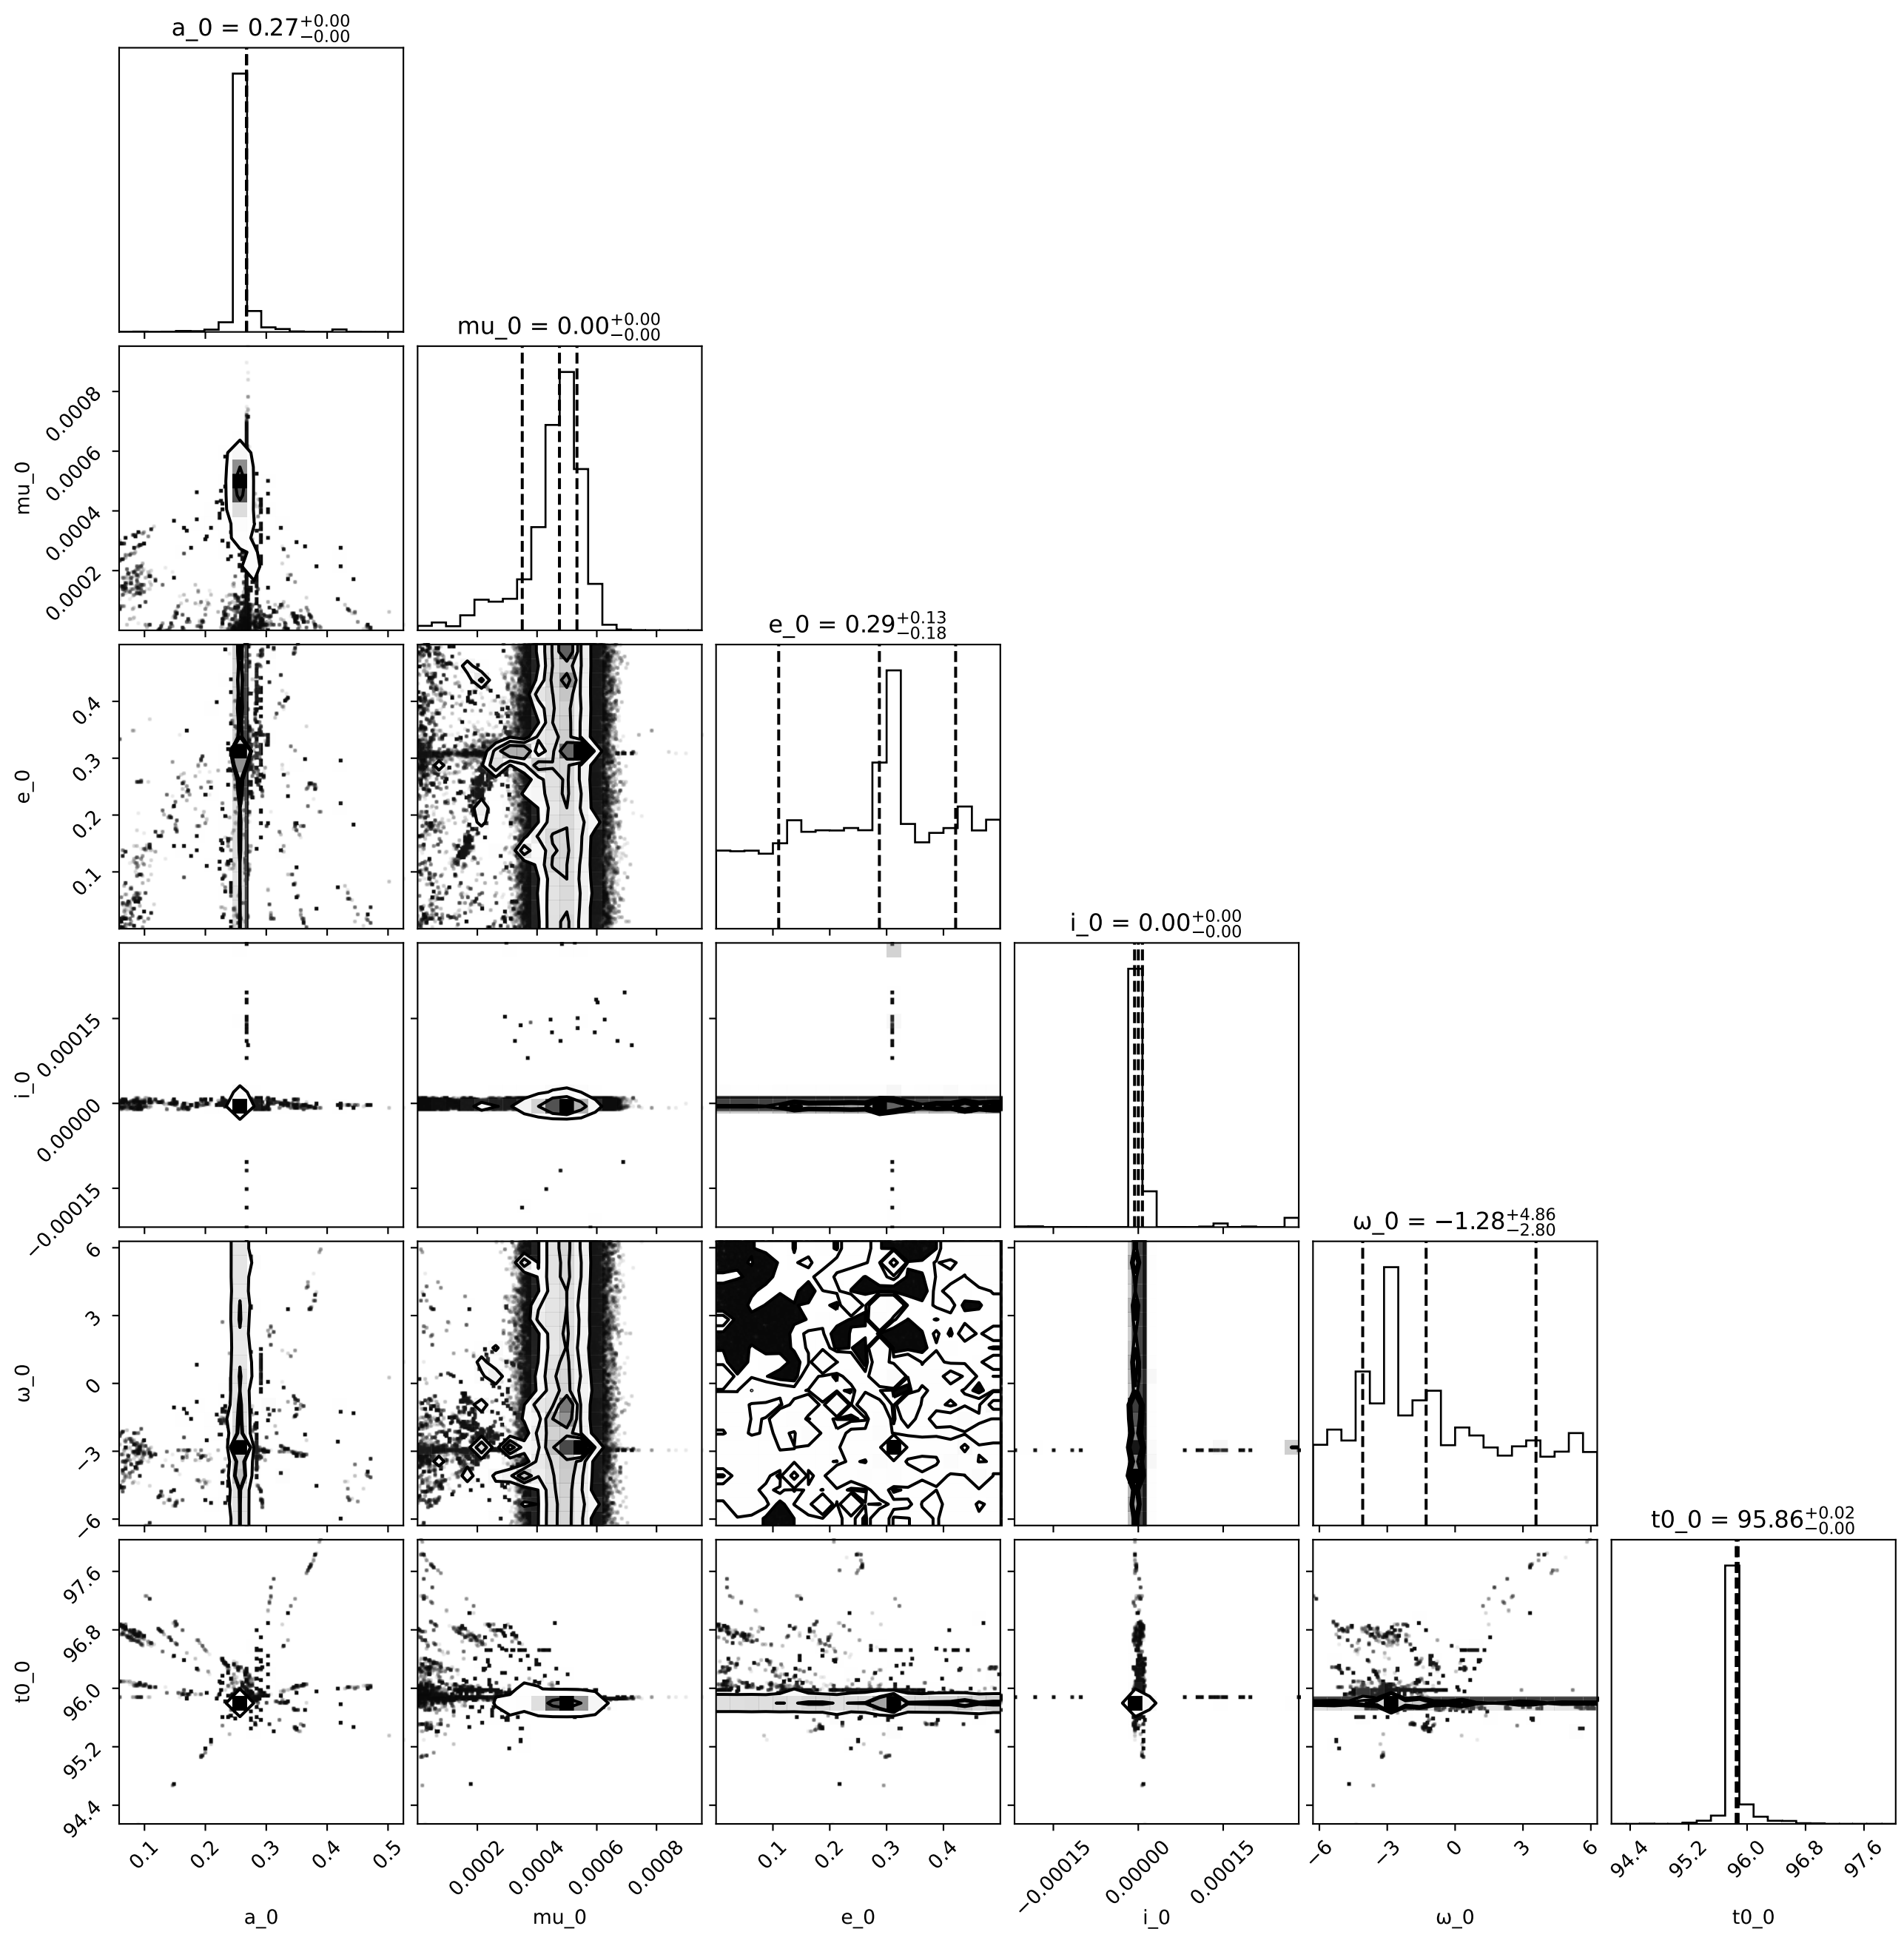 a_0 = 0.27+0.00 −0.00
mu_0 = 0.00+0.00 −0.00
mu_0
0.0008
0.0006
0.0004
0.0002
e_0 = 0.29+0.13 −0.18
e_0
0.4
0.3
0.2
0.1
i_0 = 0.00+0.00 −0.00
i_0
0.00015
0.00000
−0.00015
ω_0 = −1.28+4.86 −2.80
ω_0
6
3
0
−3
−6
t0_0 = 95.86+0.02 −0.00
t0_0
97.6
96.8
96.0
95.2
94.4
0.1 0.2 0.3 0.4 0.5
0.0002 0.0004 0.0006 0.0008
0.1 0.2 0.3 0.4
−0.00015 0.00000 0.00015
−6 −3 0 3 6
94.4 95.2 96.0 96.8 97.6
a_0 mu_0 e_0 i_0 ω_0 t0_0